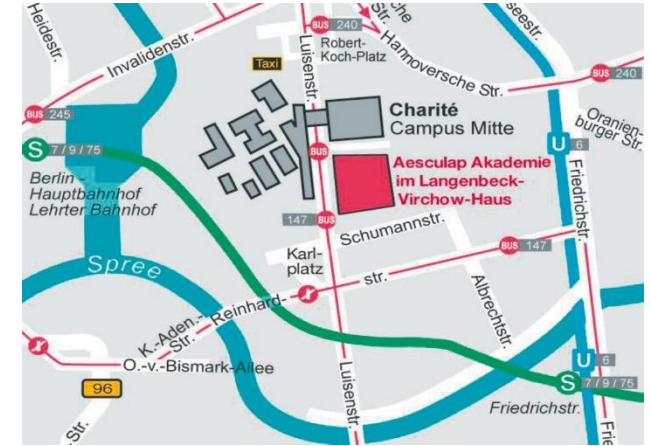 Heidestr.
Invalidenstr.
BUS 240
Robert-
Koch-Platz
Hannoversche Str.
BUS 240
Taxi
Luisenstr.
BUS 245
S 7 / 9 / 75
Berlin
Hauptbahnhof
Lehrter Bahnhof
Charité
Campus Mitte
BUS
Aesculap Akademie
im Langenbeck-
Virchow-Haus
U 6
Oranien-
burger Str.
Friedrichstr.
147 BUS
Schumannstr.
BUS 147
Karl-
platz
Spree
Reinhard-
str.
Albrechtstr.
K.-Aden.-
Str.
O.-v.-Bismark-Allee
96
Luisenstr.
U 6
S 7 / 9 / 75
Friedrichstr.
Str.